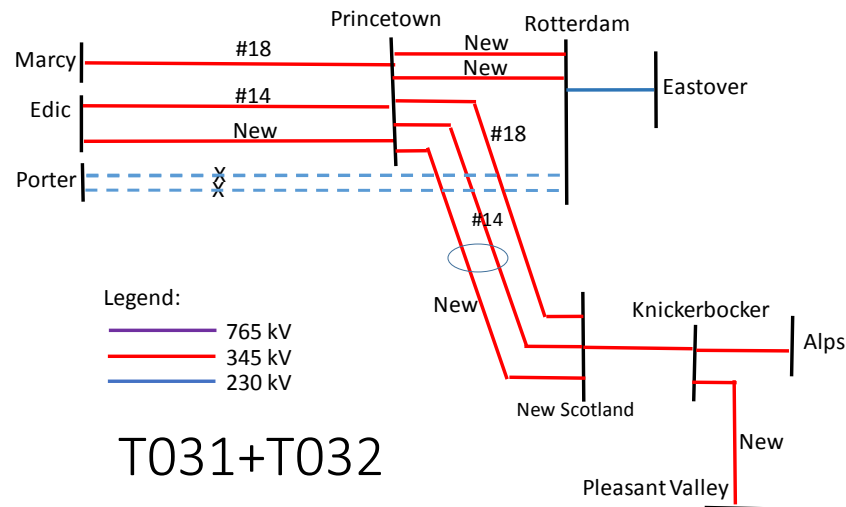 Princetown
Rotterdam
Marcy
#18
New
New
Eastover
Edic
#14
New
#18
Porter
X
X
#14
New
Legend:
765 kV
345 kV
230 kV
Knickerbocker
Alps
New Scotland
New
T031+T032
Pleasant Valley